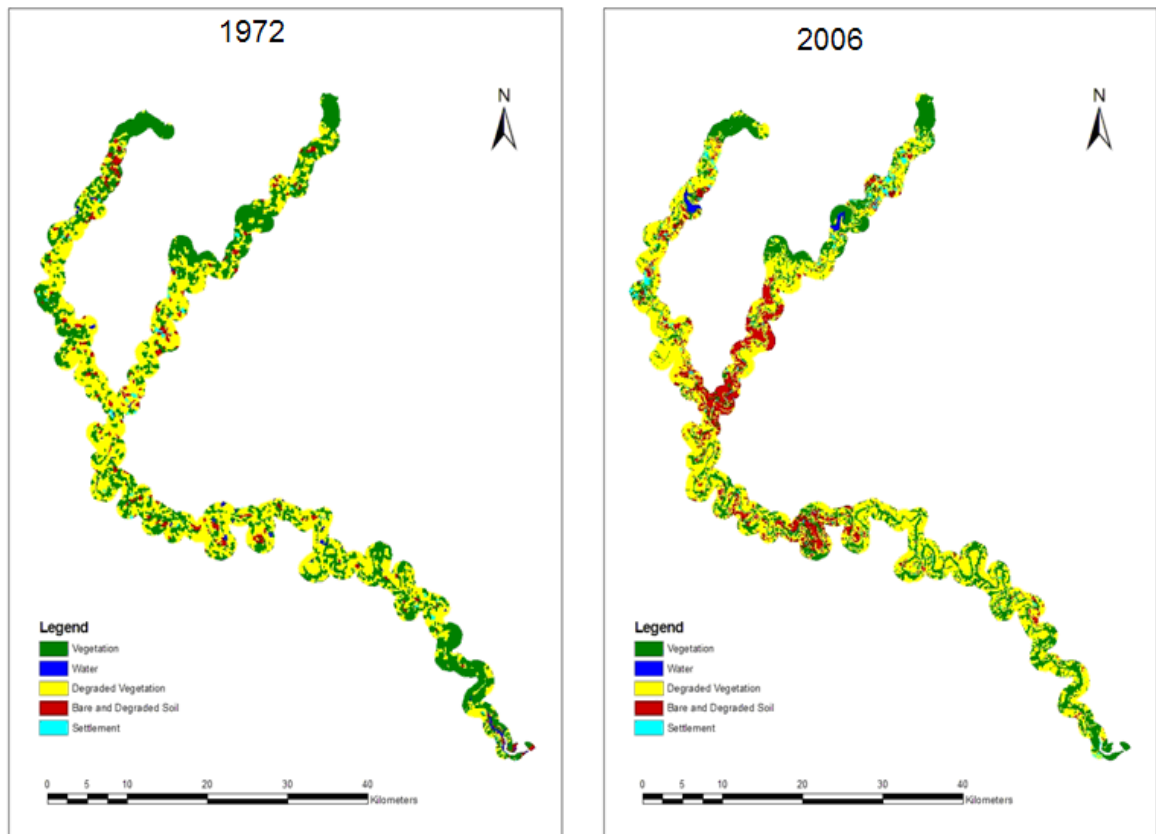 1972
N
Legend
Vegetation
Water
Degraded Vegetation
Bare and Degraded Soil
Settlement
0 5 10 20 30 40
Kilometers
2006
N
Legend
Vegetation
Water
Degraded Vegetation
Bare and Degraded Soil
Settlement
0 5 10 20 30 40
Kilometers